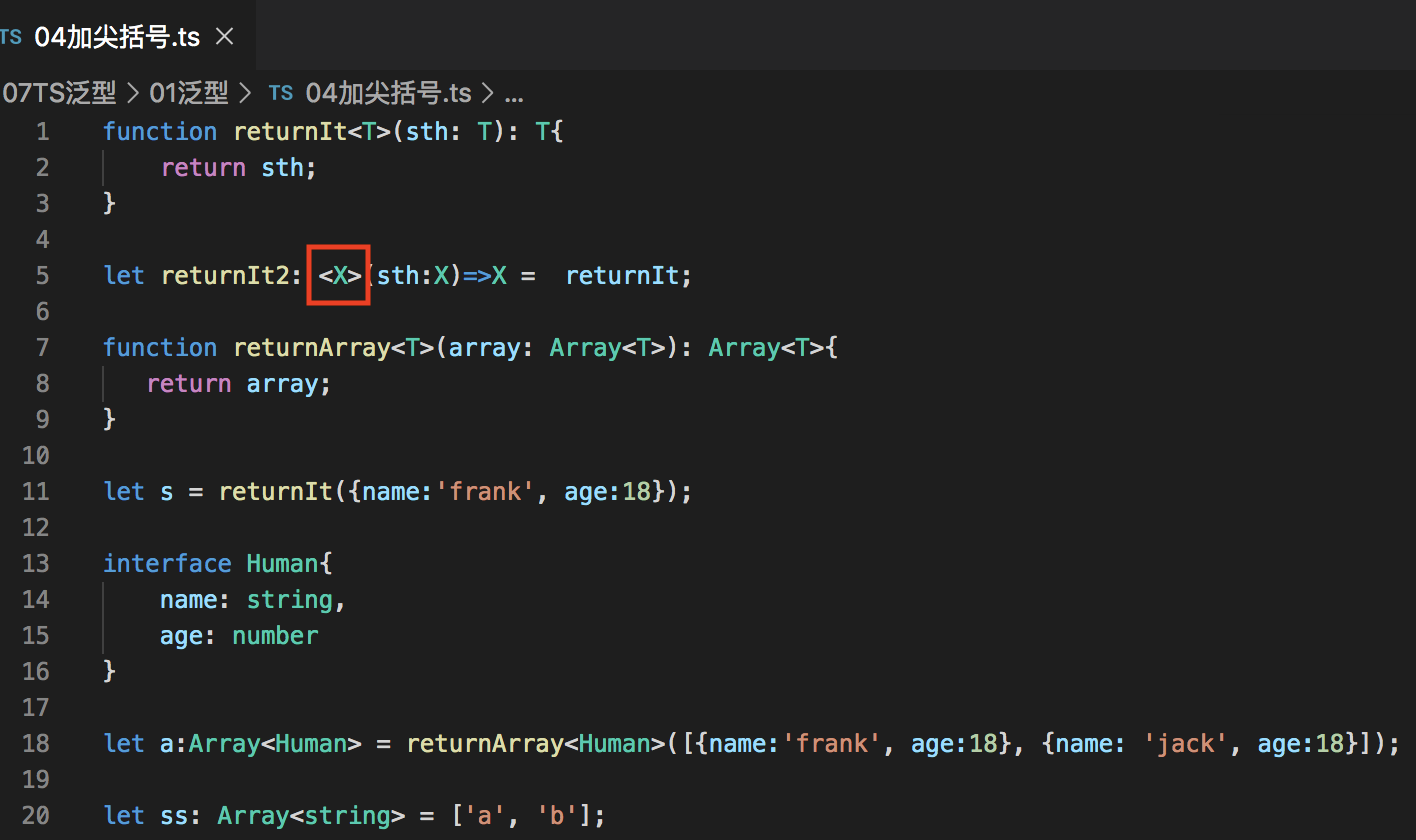 TS 04加尖括号.ts ×
07TS泛型 > 01泛型 > TS 04加尖括号.ts > ...
1 function returnIt<T>(sth: T): T{
2 return sth;
3 }
4
5 let returnIt2: <X>(sth:X)=>X =  returnIt;
6
7 function returnArray<T>(array: Array<T>): Array<T>{
8 return array;
9 }
10
11 let s = returnIt({name:'frank', age:18});
12
13 interface Human{
14 name: string,
15 age: number
16 }
17
18 let a:Array<Human> = returnArray<Human>([{name:'frank', age:18}, {name: 'jack', age:18}]);
19
20 let ss: Array<string> = ['a', 'b'];